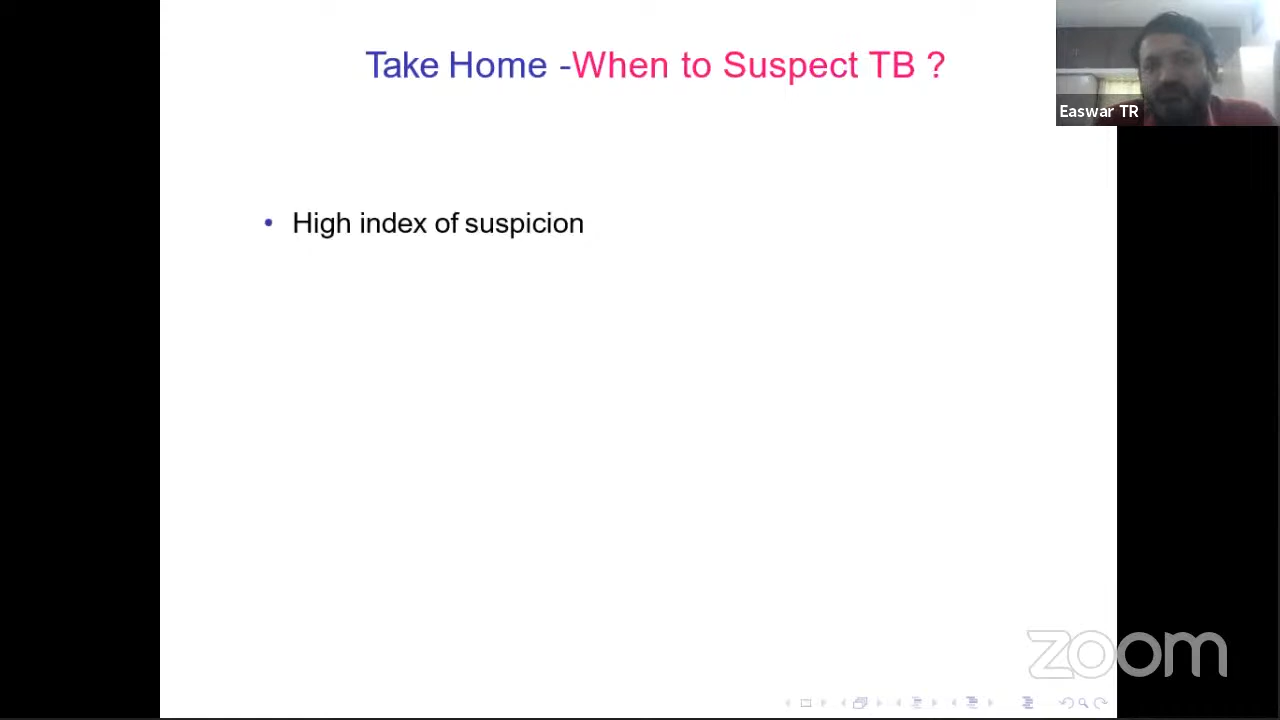 Take Home -When to Suspect TB ?
Easwar TR
• High index of suspicion
zoom